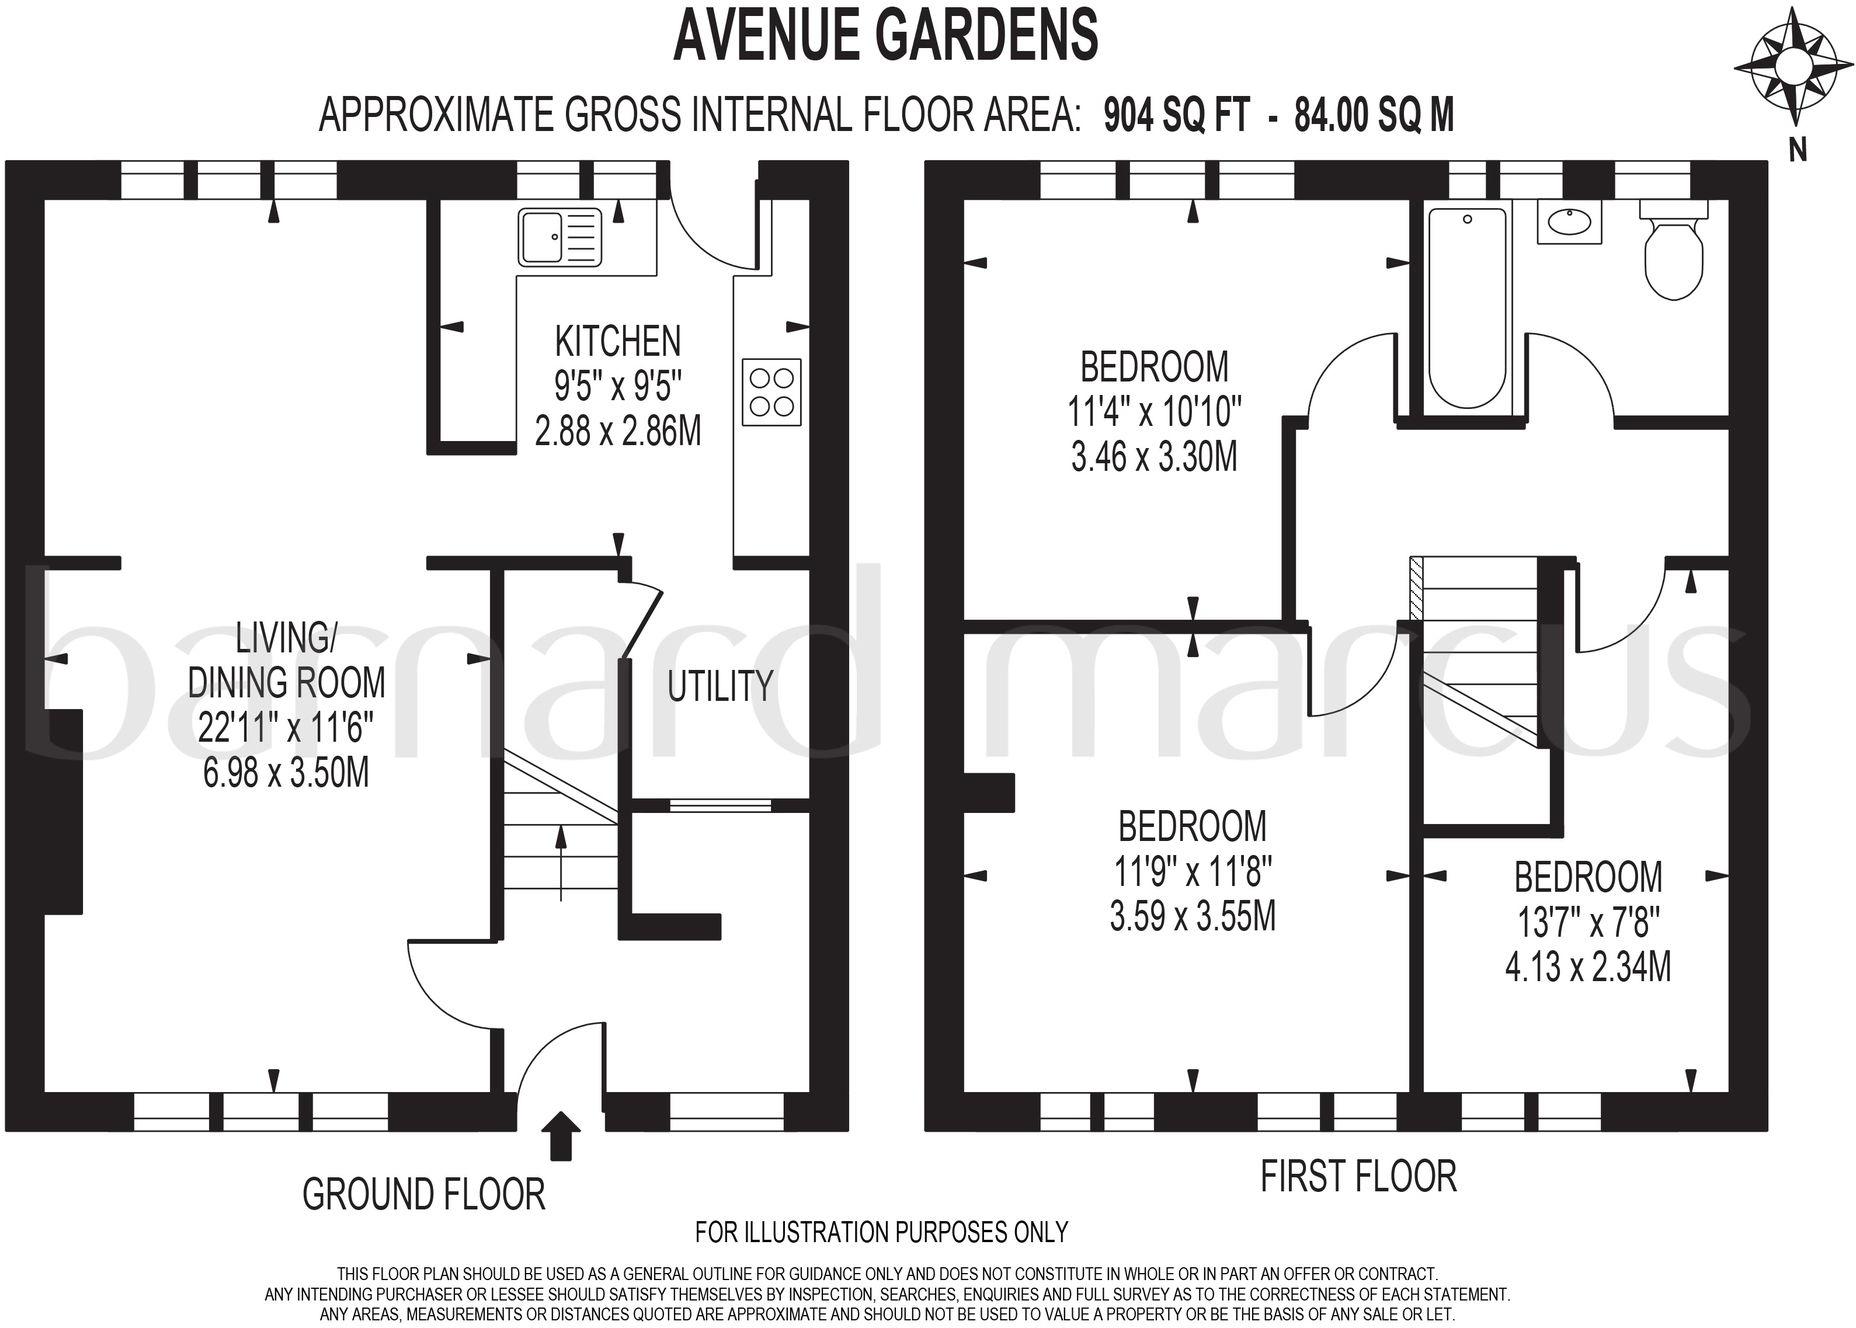 AVENUE GARDENS
APPROXIMATE GROSS INTERNAL FLOOR AREA: 904 SQ FT - 84.00 SQ M
N
KITCHEN
9'5" x 9'5"
2.88 x 2.86M
LIVING/
DINING ROOM
22'11" x 11'6"
6.98 x 3.50M
UTILITY
BEDROOM
11'4" x 10'10"
3.46 x 3.30M
BEDROOM
11'9" x 11'8"
3.59 x 3.55M
BEDROOM
13'7" x 7'8"
4.13 x 2.34M
barnard marcus
GROUND FLOOR
FIRST FLOOR
FOR ILLUSTRATION PURPOSES ONLY
THIS FLOOR PLAN SHOULD BE USED AS A GENERAL OUTLINE FOR GUIDANCE ONLY AND DOES NOT CONSTITUTE IN WHOLE OR IN PART AN OFFER OR CONTRACT.
ANY INTENDING PURCHASER OR LESSEE SHOULD SATISFY THEMSELVES BY INSPECTION, SEARCHES, ENQUIRIES AND FULL SURVEY AS TO THE CORRECTNESS OF EACH STATEMENT.
ANY AREAS, MEASUREMENTS OR DISTANCES QUOTED ARE APPROXIMATE AND SHOULD NOT BE USED TO VALUE A PROPERTY OR BE THE BASIS OF ANY SALE OR LET.